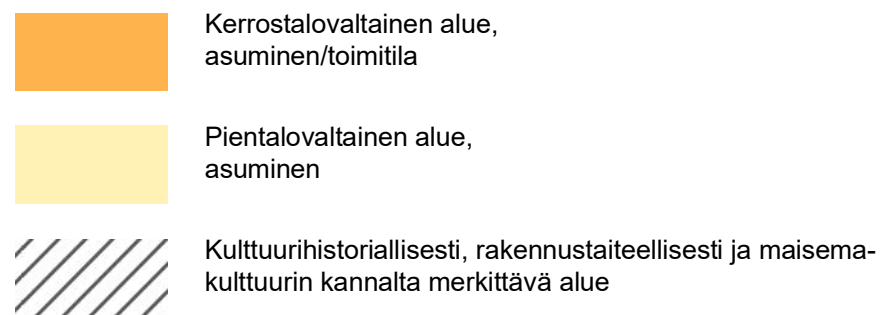 Kerrostalovaltainen alue,
asuminen/toimitila
Pientalovaltainen alue,
asuminen
Kulttuurihistoriallisesti, rakennustaiteellisesti ja maisema-
kulttuurin kannalta merkittävä alue